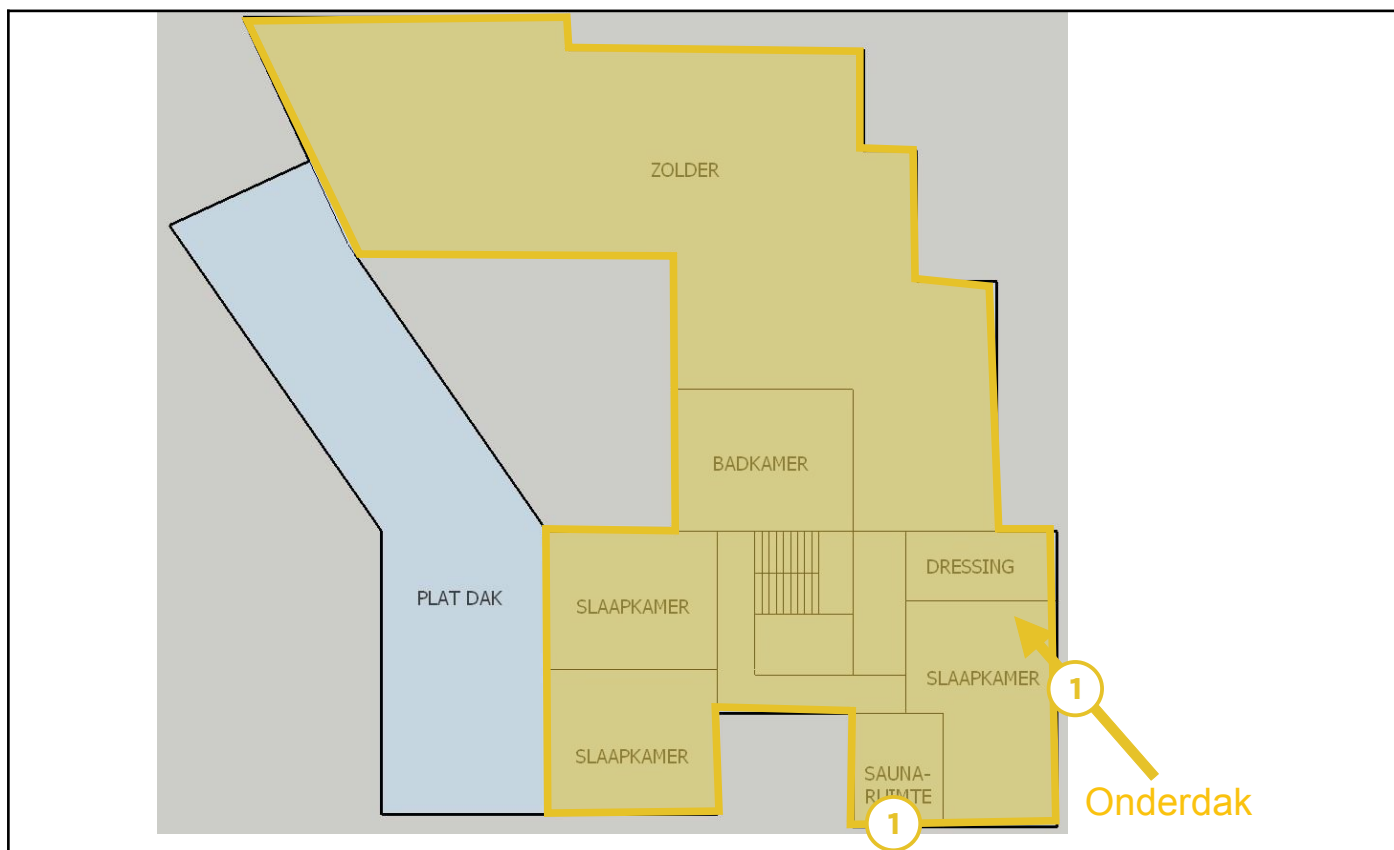 ZOLDER
BADKAMER
DRESSING
PLAT DAK
SLAAPKAMER
SLAAPKAMER
1
SLAAPKAMER
SAUNA-
RUIMTE
Onderdak
1